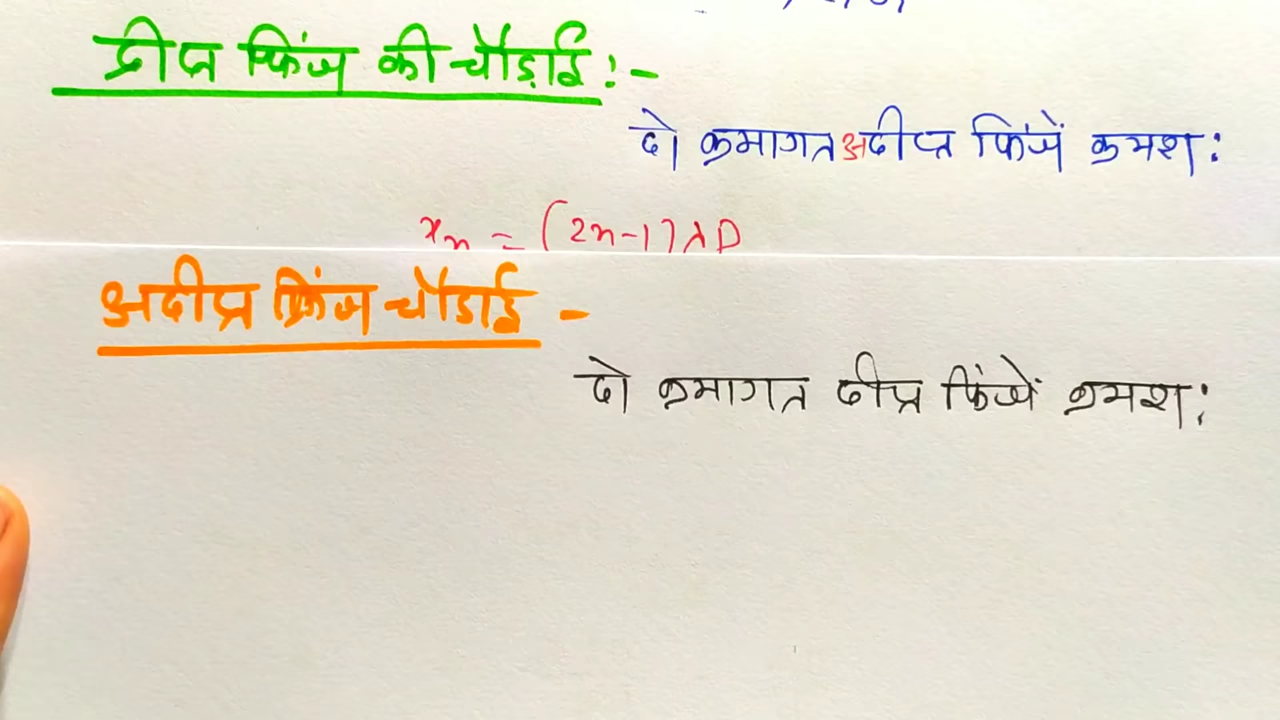 दीप्त फ्रिंज की चौड़ाई :-
दो क्रमागत अदीप्त फ्रिंजें क्रमश:
xn = (2n-1) λD
अदीप्त फ्रिंज चौडाई -
दो क्रमागत दीप्त फ्रिंजें क्रमश: